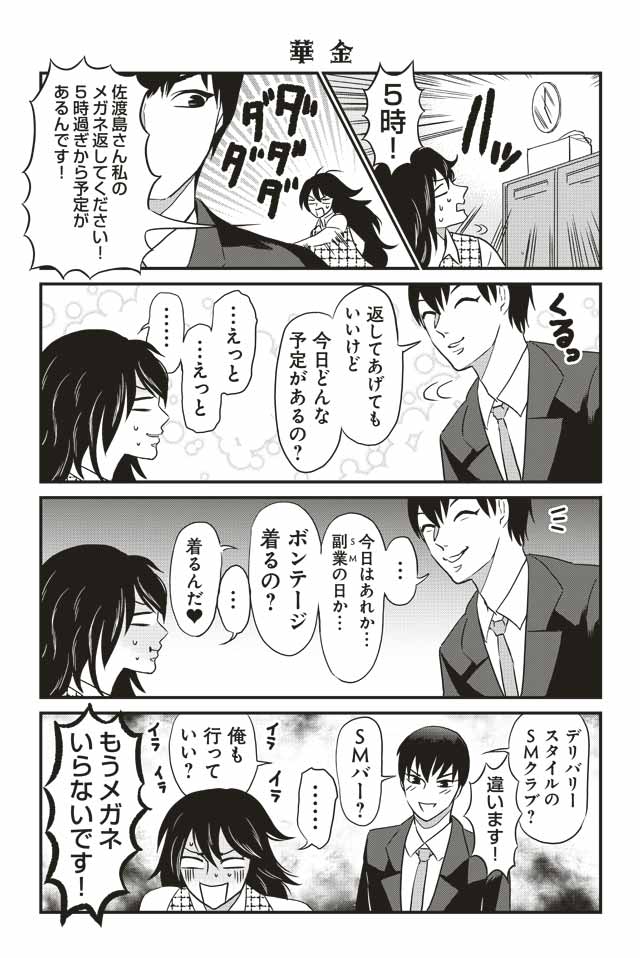 華金
5時！
バッ
ダダ
ダダ
佐渡島さん私の
メガネ返してください！
5時過ぎから予定が
あるんです！
くるっ
返してあげても
いいけど
今日どんな
予定があるの？
…えっと
…えっと
……
…
今日はあれか…
副業の日か…
SM
ボンテージ
着るの？
…
着るんだ♥
デリバリー
スタイルの
SMクラブ？
違います！
SMバー？
……
俺も
行って
いい？
イライラ
イライラ
もうメガネ
いらないです！